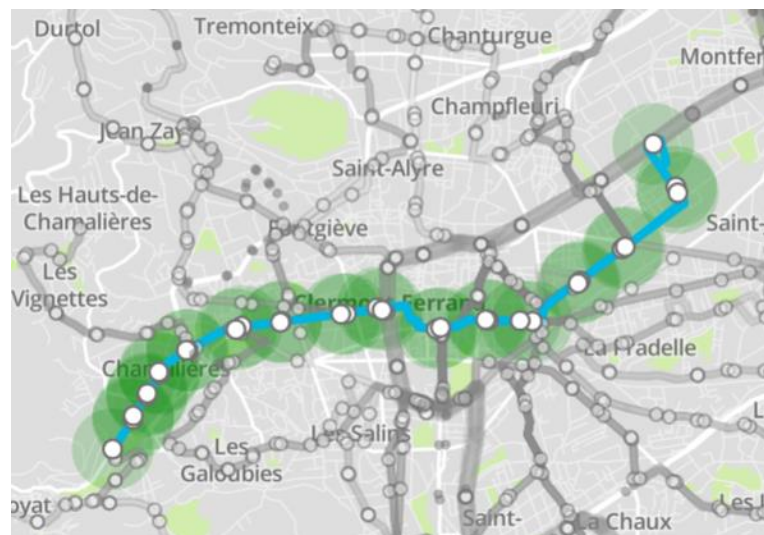 Durtol
Tremonteix
Chanturgue
Montfer
Champfleuri
Jean Zay
Saint-Alyre
Les Hauts-de-
Chamalières
Fontgiève
Saint-
Les
Vignettes
Clermont-Ferrand
La Pradelle
Chamalières
Les Salins
Les
Galoubies
oyat
Saint-
La Chaux
Les